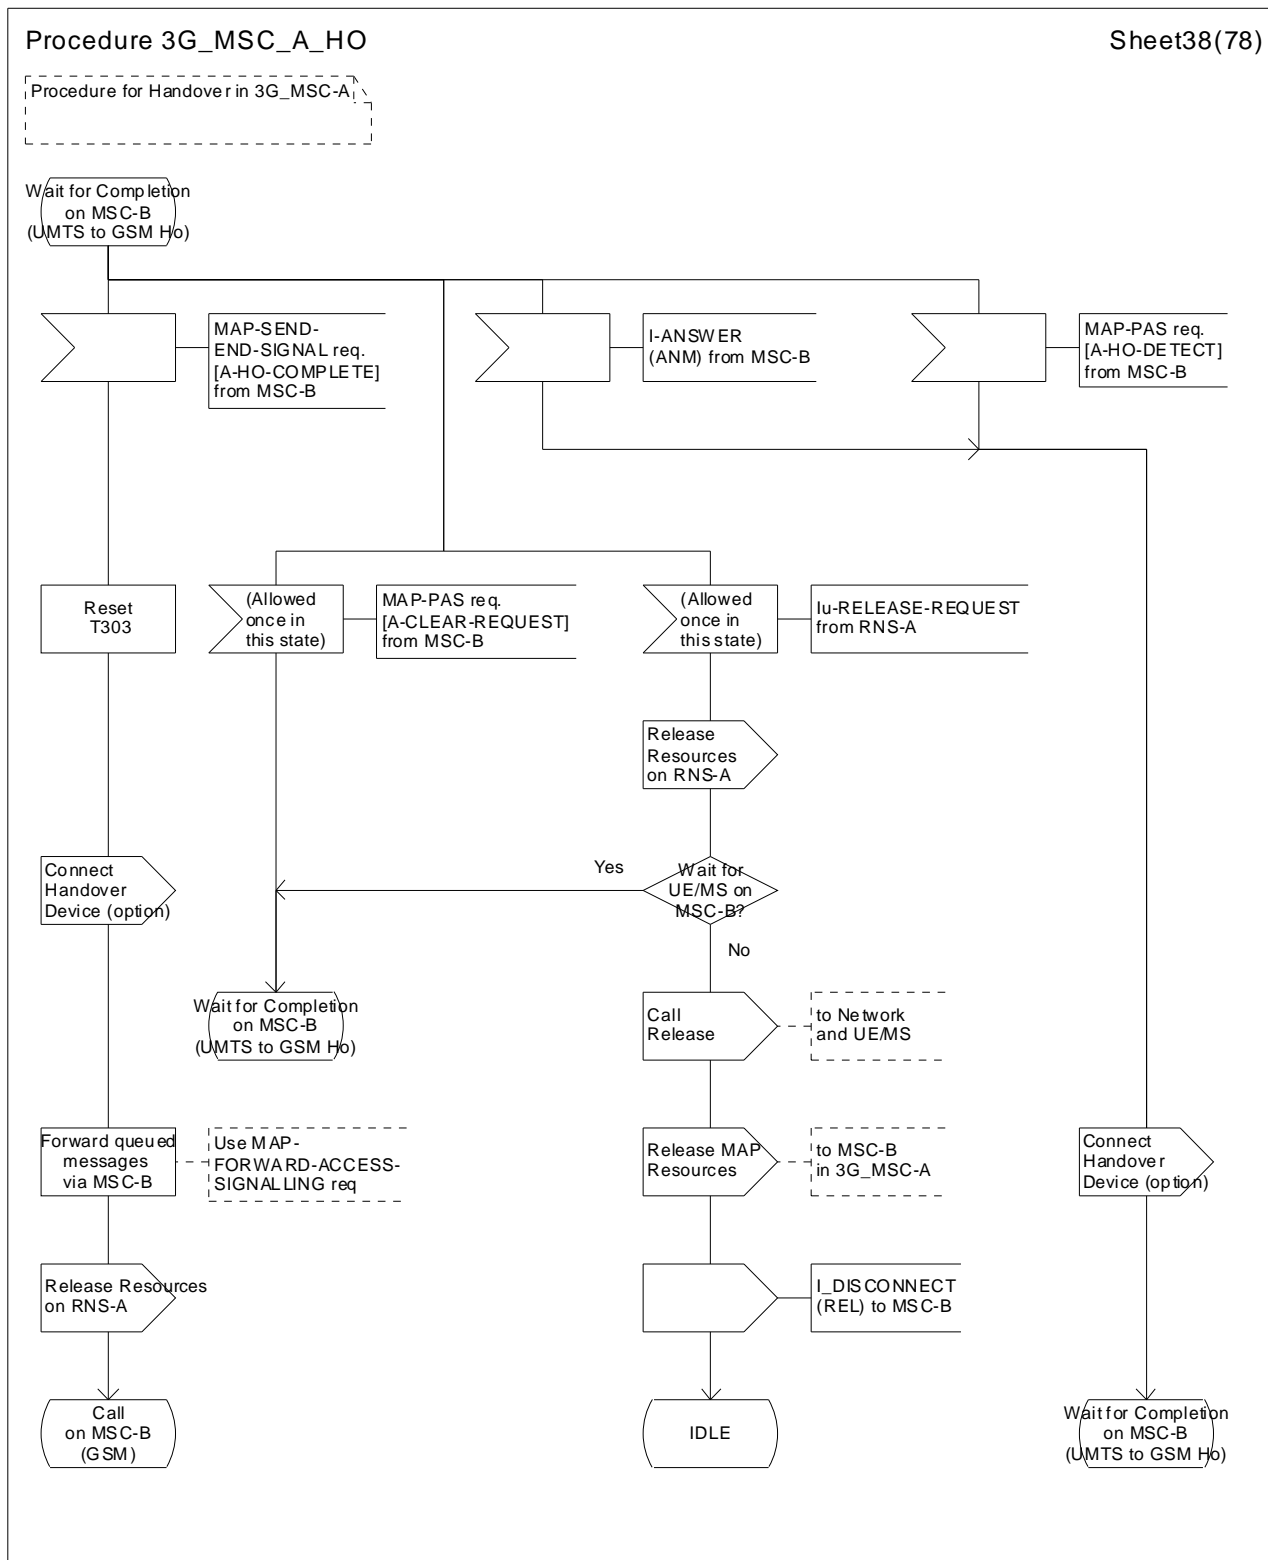 Procedure 3G_MSC_A_HO
Sheet38(78)
Procedure for Handover in 3G_MSC-A
Wait for Completion
on MSC-B
(UMTS to GSM Ho)
MAP-SEND-
END-SIGNAL req.
[A-HO-COMPLETE]
from MSC-B
I-ANSWER
(ANM) from MSC-B
MAP-PAS req.
[A-HO-DETECT]
from MSC-B
Reset
T303
(Allowed
once in
this state)
MAP-PAS req.
[A-CLEAR-REQUEST]
from MSC-B
(Allowed
once in
this state)
Iu-RELEASE-REQUEST
from RNS-A
Release
Resources
on RNS-A
Connect
Handover
Device (option)
Yes
Wait for
UE/MS on
MSC-B?
No
Wait for Completion
on MSC-B
(UMTS to GSM Ho)
Call
Release
to Network
and UE/MS
Forward queued
messages
via MSC-B
Use MAP-
FORWARD-ACCESS-
SIGNALLING req
Release MAP
Resources
to MSC-B
in 3G_MSC-A
Connect
Handover
Device (option)
Release Resources
on RNS-A
I_DISCONNECT
(REL) to MSC-B
Call
on MSC-B
(GSM)
IDLE
Wait for Completion
on MSC-B
(UMTS to GSM Ho)